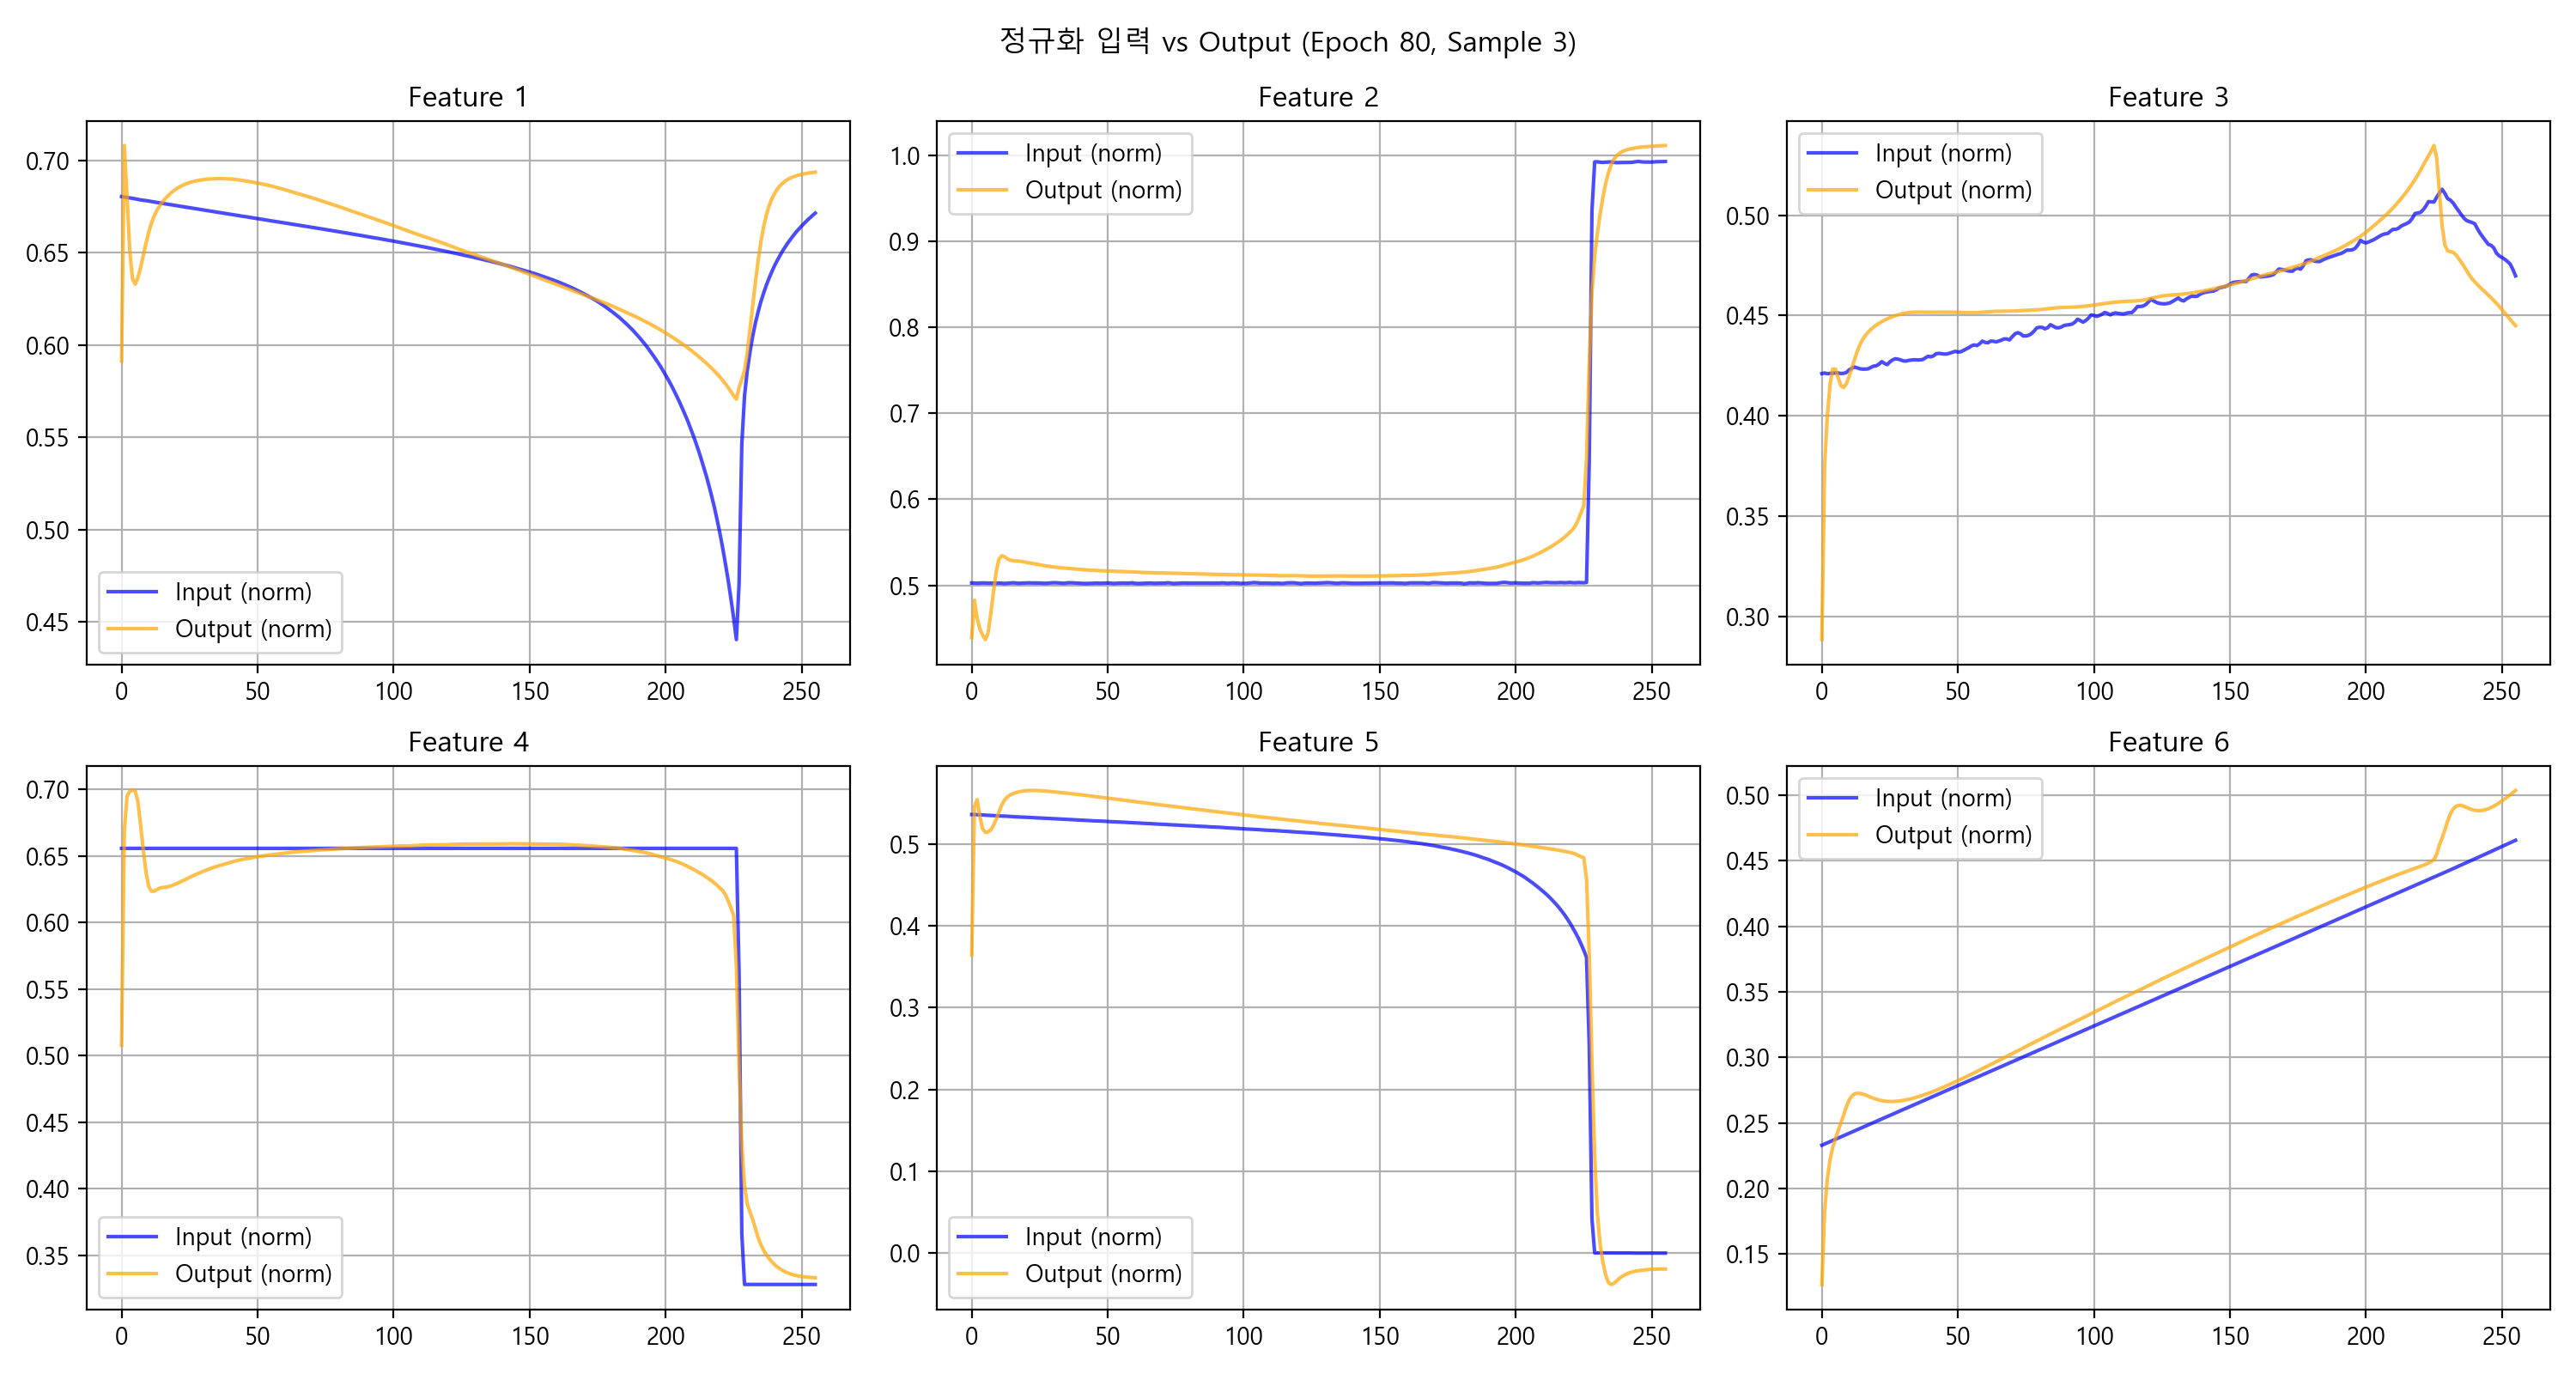 정규화 입력 vs Output (Epoch 80, Sample 3)
Feature 1
0.70
0.65
0.60
0.55
0.50
0.45
Input (norm)
Output (norm)
0 50 100 150 200 250
Feature 2
1.0
0.9
0.8
0.7
0.6
0.5
Input (norm)
Output (norm)
0 50 100 150 200 250
Feature 3
0.50
0.45
0.40
0.35
0.30
Input (norm)
Output (norm)
0 50 100 150 200 250
Feature 4
0.70
0.65
0.60
0.55
0.50
0.45
0.40
0.35
Input (norm)
Output (norm)
0 50 100 150 200 250
Feature 5
0.5
0.4
0.3
0.2
0.1
0.0
Input (norm)
Output (norm)
0 50 100 150 200 250
Feature 6
0.50
0.45
0.40
0.35
0.30
0.25
0.20
0.15
Input (norm)
Output (norm)
0 50 100 150 200 250